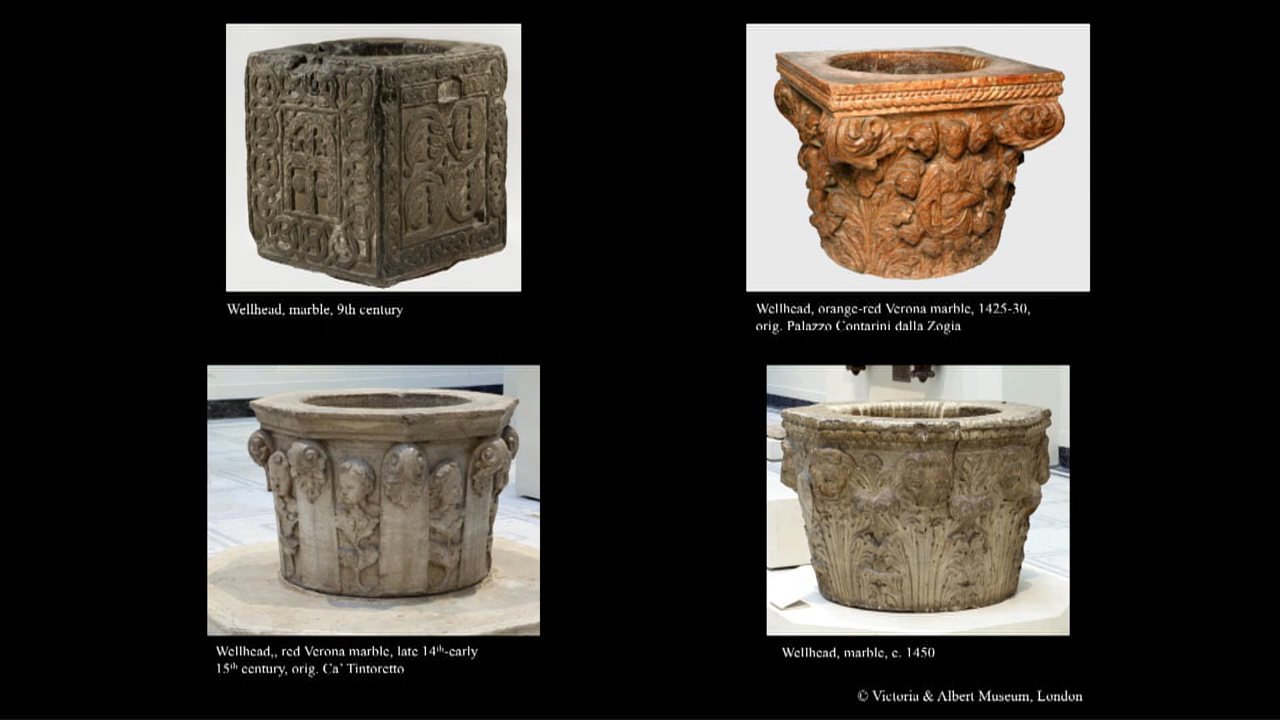 Wellhead, marble, 9th century
Wellhead, orange-red Verona marble, 1425-30,
orig. Palazzo Contarini dalla Zogia
Wellhead,, red Verona marble, late 14th-early
15th century, orig. Ca' Tintoretto
Wellhead, marble, c. 1450
© Victoria & Albert Museum, London